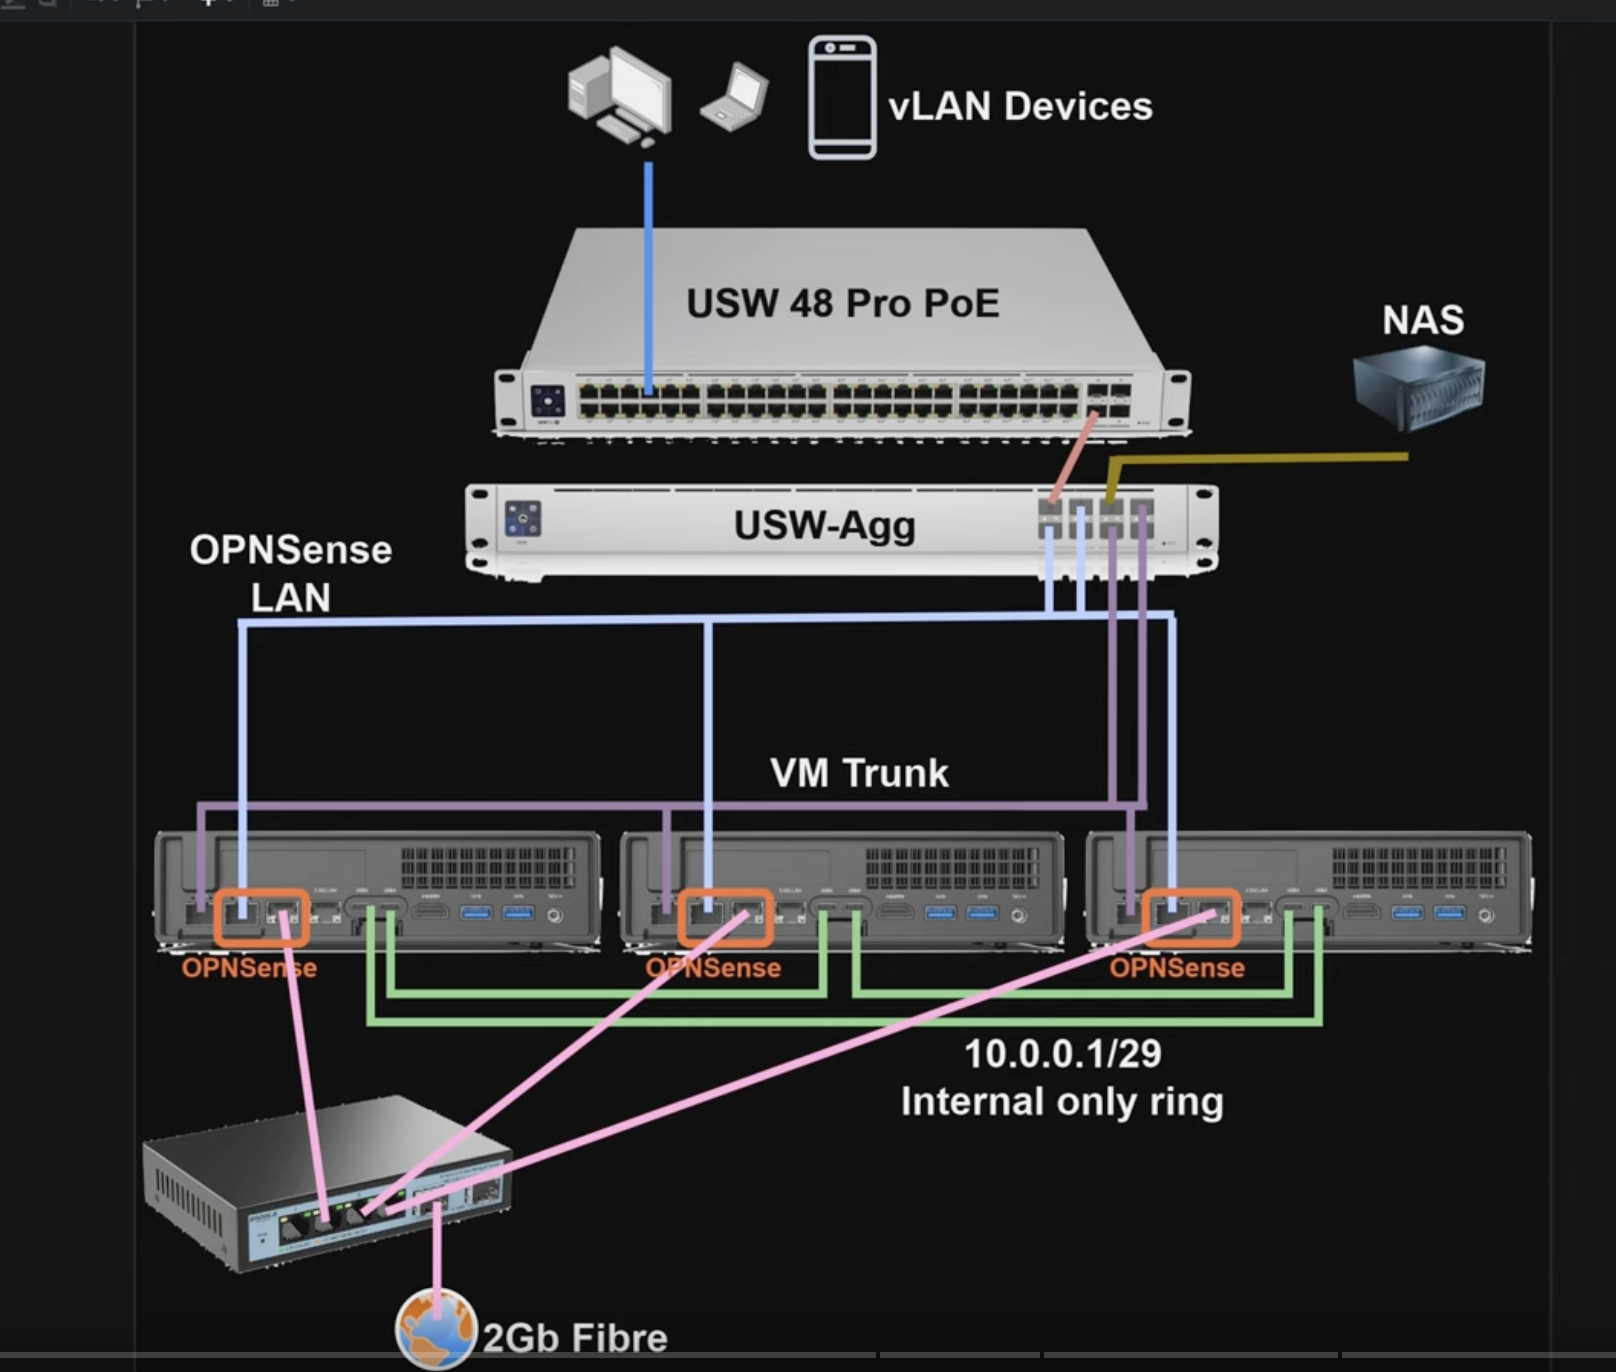 vLAN Devices
USW 48 Pro PoE
NAS
USW-Agg
OPNSense
LAN
VM Trunk
OPNSense
OPNSense
OPNSense
10.0.0.1/29
Internal only ring
2Gb Fibre